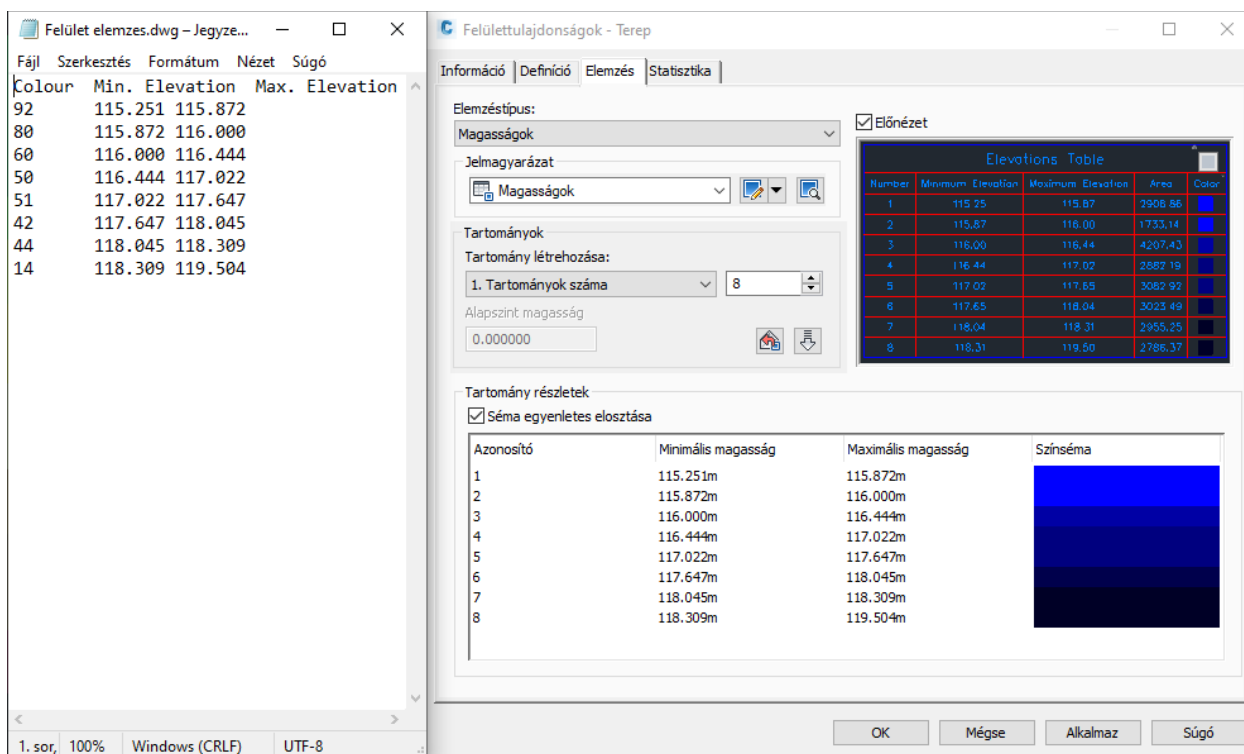 Felület elemzes.dwg – Jegyze...
Fájl Szerkesztés Formátum Nézet Súgó
Colour Min. Elevation Max. Elevation
92 115.251 115.872
80 115.872 116.000
60 116.000 116.444
50 116.444 117.022
51 117.022 117.647
42 117.647 118.045
44 118.045 118.309
14 118.309 119.504
1. sor, 100% Windows (CRLF) UTF-8
C Felülettulajdonságok - Terep
Információ Definíció Elemzés Statisztika
Elemzéstípus:
Magasságok
Jelmagyarázat
Magasságok
Tartományok
Tartomány létrehozása:
1. Tartományok száma 8
Alapszint magasság
0.000000
Előnézet
Elevations Table
Number Minimum Elevation Maximum Elevation Area Color
1 115.25 115.87 2908.86
2 115.87 116.00 1733.14
3 116.00 116.44 4207.43
4 116.44 117.02 2882.19
5 117.02 117.65 3082.92
6 117.65 118.04 3023.49
7 118.04 118.31 2955.25
8 118.31 119.50 2786.37
Tartomány részletek
Séma egyenletes elosztása
Azonosító Minimális magasság Maximális magasság Színséma
1 115.251m 115.872m
2 115.872m 116.000m
3 116.000m 116.444m
4 116.444m 117.022m
5 117.022m 117.647m
6 117.647m 118.045m
7 118.045m 118.309m
8 118.309m 119.504m
OK Mégse Alkalmaz Súgó